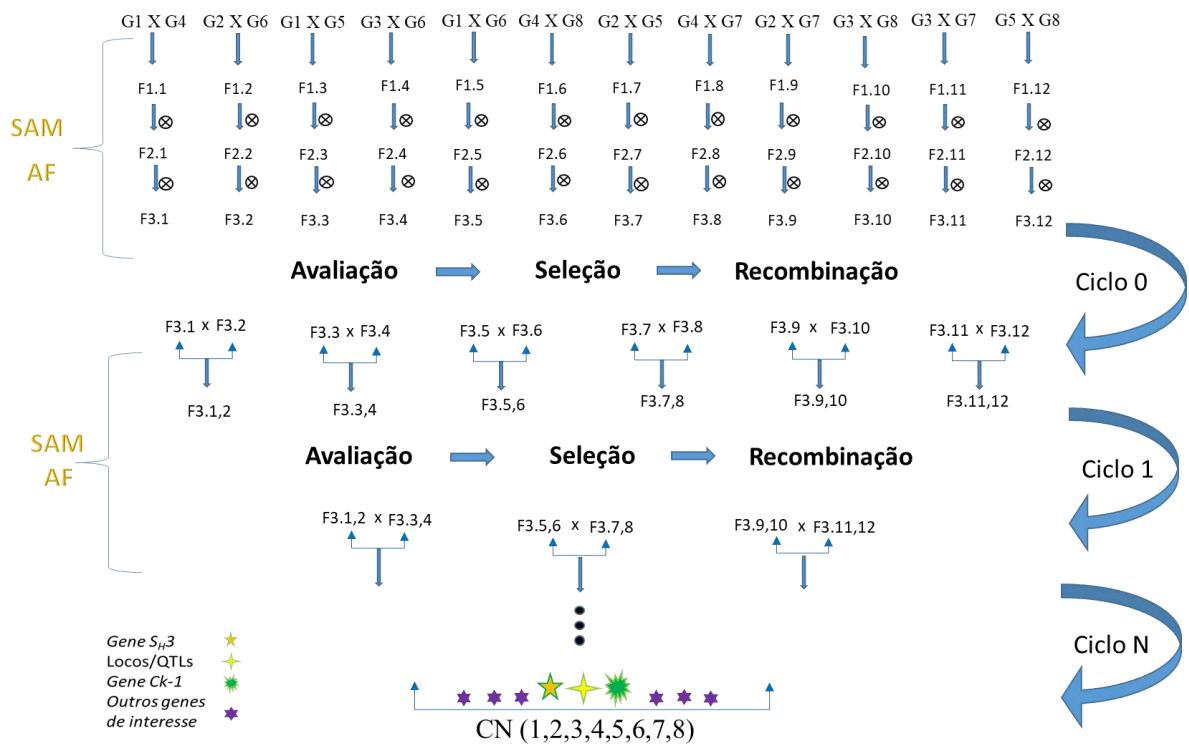 G1 X G4 G2 X G6 G1 X G5 G3 X G6 G1 X G6 G4 X G8 G2 X G5 G4 X G7 G2 X G7 G3 X G8 G3 X G7 G5 X G8
F1.1 F1.2 F1.3 F1.4 F1.5 F1.6 F1.7 F1.8 F1.9 F1.10 F1.11 F1.12
SAM
AF
F2.1 F2.2 F2.3 F2.4 F2.5 F2.6 F2.7 F2.8 F2.9 F2.10 F2.11 F2.12
F3.1 F3.2 F3.3 F3.4 F3.5 F3.6 F3.7 F3.8 F3.9 F3.10 F3.11 F3.12
Avaliação Seleção Recombinação
Ciclo 0
F3.1 x F3.2 F3.3 x F3.4 F3.5 x F3.6 F3.7 x F3.8 F3.9 x F3.10 F3.11 x F3.12
F3.1,2 F3.3,4 F3.5,6 F3.7,8 F3.9,10 F3.11,12
SAM
AF
Avaliação Seleção Recombinação
Ciclo 1
F3.1,2 x F3.3,4 F3.5,6 x F3.7,8 F3.9,10 x F3.11,12
Ciclo N
Gene SH3
Locos/QTLs
Gene Ck-1
Outros genes
de interesse
CN (1,2,3,4,5,6,7,8)